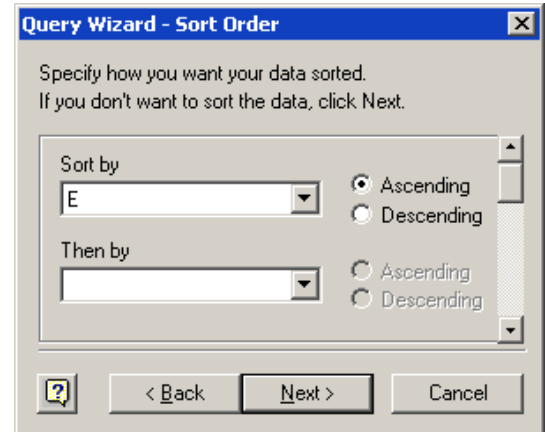 Query Wizard - Sort Order
Specify how you want your data sorted.
If you don't want to sort the data, click Next.
Sort by
E
Ascending
Descending
Then by
Ascending
Descending
?
< Back
Next >
Cancel